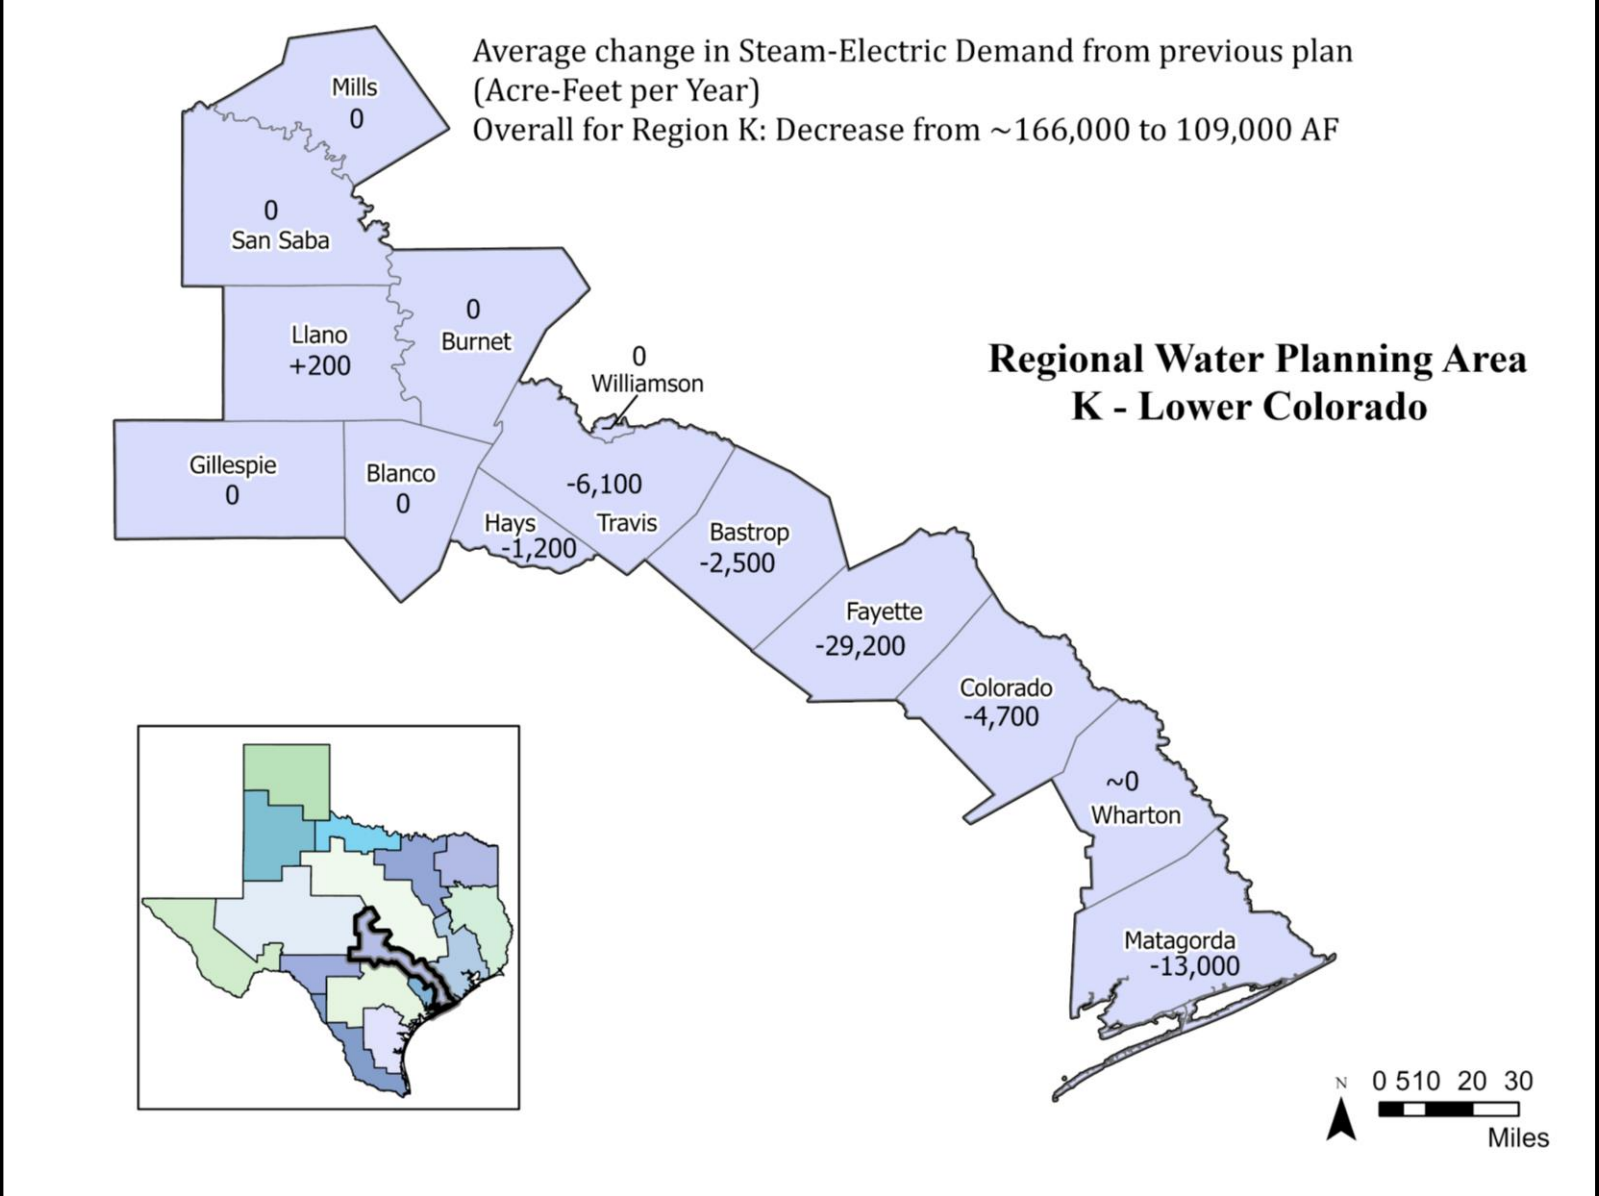 Average change in Steam-Electric Demand from previous plan
(Acre-Feet per Year)
Overall for Region K: Decrease from ~166,000 to 109,000 AF
Mills
0
0
San Saba
Llano
+200
0
Burnet
0
Williamson
Regional Water Planning Area
K - Lower Colorado
Gillespie
0
Blanco
0
Hays
-1,200
-6,100
Travis
Bastrop
-2,500
Fayette
-29,200
Colorado
-4,700
~0
Wharton
Matagorda
-13,000
N
0 5 10 20 30
Miles